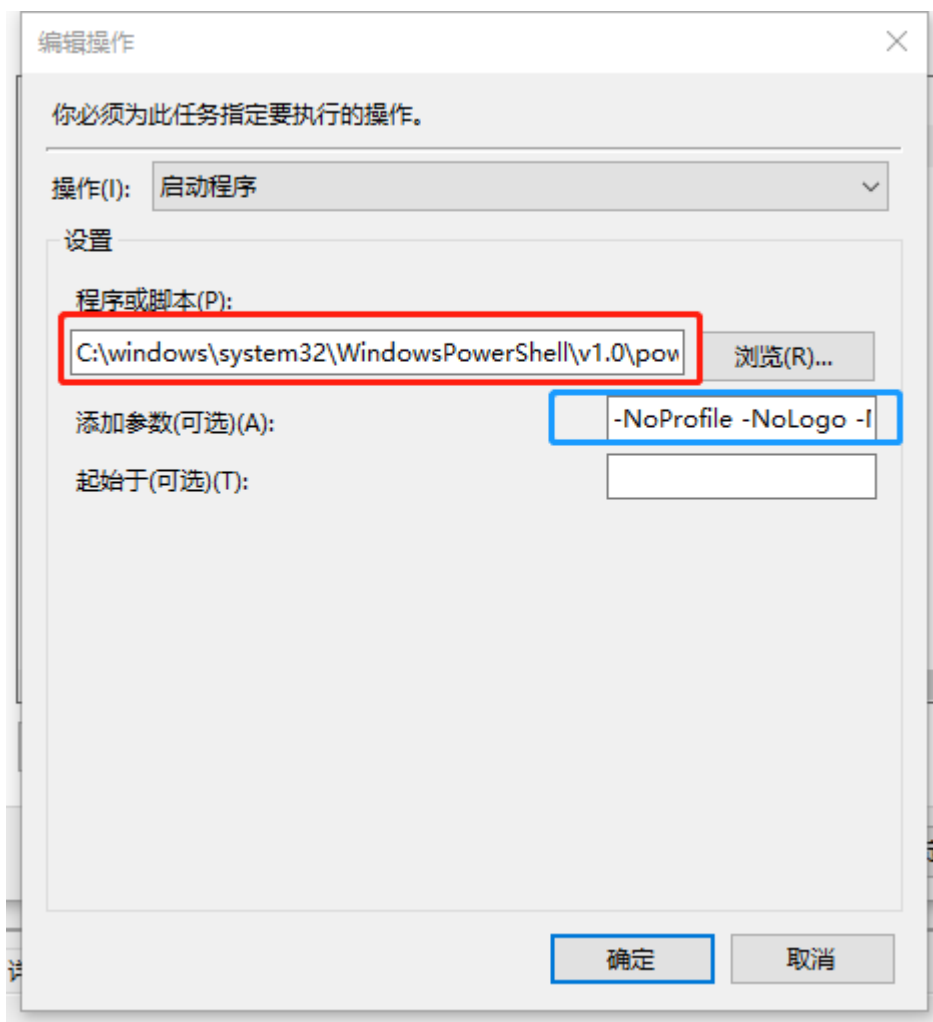 编辑操作
你必须为此任务指定要执行的操作。
操作(I): 启动程序
设置
程序或脚本(P):
C:\windows\system32\WindowsPowerShell\v1.0\pow
浏览(R)...
添加参数(可选)(A): -NoProfile -NoLogo -
起始于(可选)(T):
确定 取消